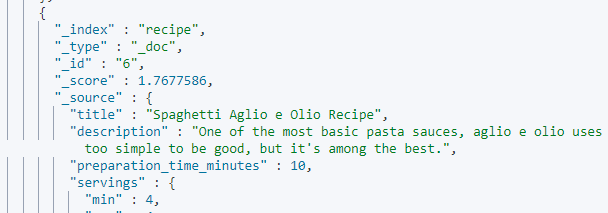 {
"_index" : "recipe",
"_type" : "_doc",
"_id" : "6",
"_score" : 1.7677586,
"_source" : {
"title" : "Spaghetti Aglio e Olio Recipe",
"description" : "One of the most basic pasta sauces, aglio e olio uses
too simple to be good, but it's among the best.",
"preparation_time_minutes" : 10,
"servings" : {
"min" : 4,